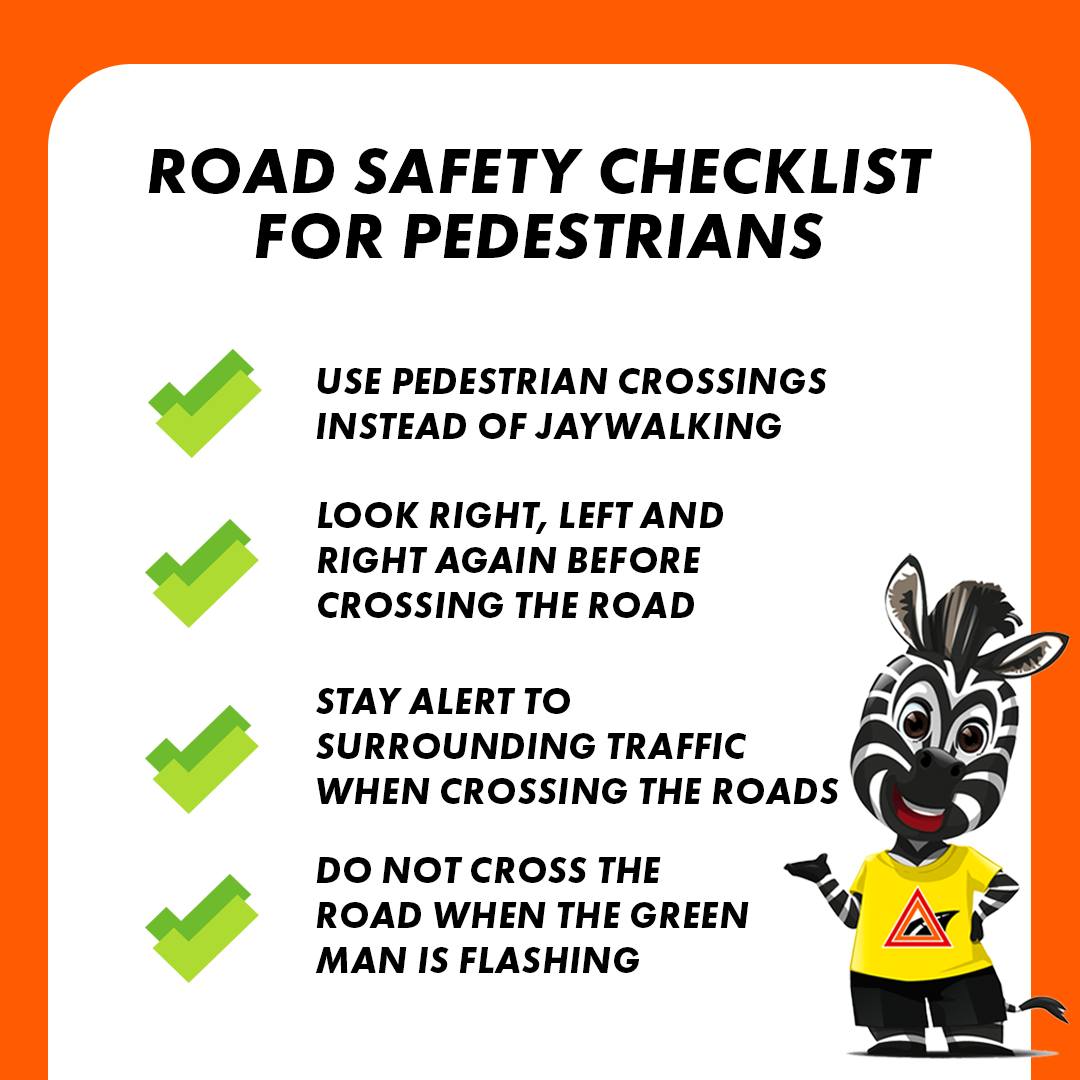 ROAD SAFETY CHECKLIST
FOR PEDESTRIANS
USE PEDESTRIAN CROSSINGS
INSTEAD OF JAYWALKING
LOOK RIGHT, LEFT AND
RIGHT AGAIN BEFORE
CROSSING THE ROAD
STAY ALERT TO
SURROUNDING TRAFFIC
WHEN CROSSING THE ROADS
DO NOT CROSS THE
ROAD WHEN THE GREEN
MAN IS FLASHING